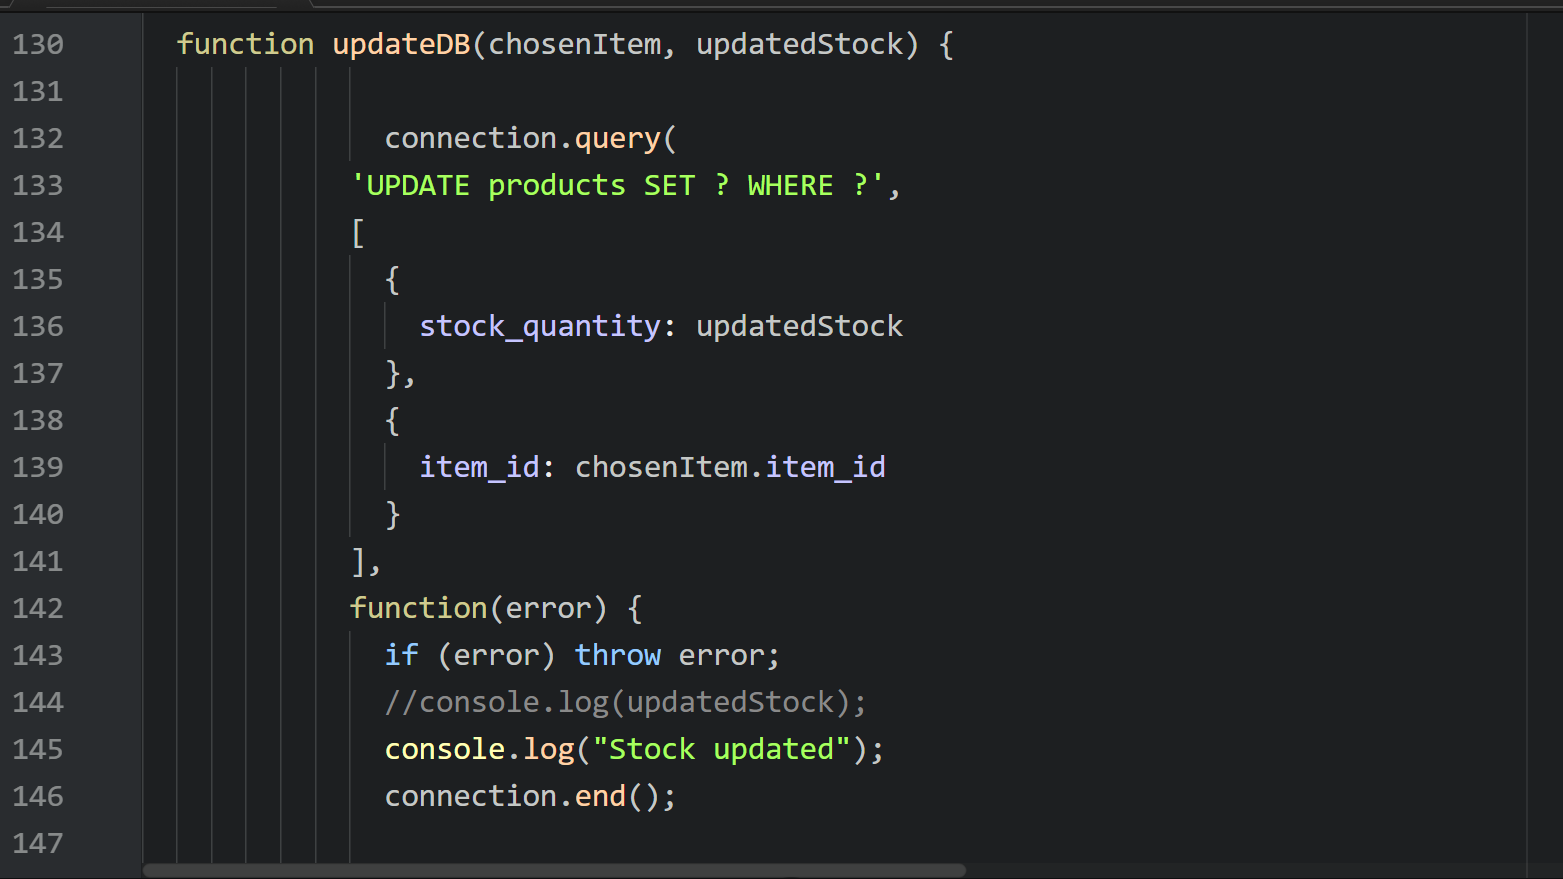 130 function updateDB(chosenItem, updatedStock) {
131
132 connection.query(
133 'UPDATE products SET ? WHERE ?',
134 [
135 {
136 stock_quantity: updatedStock
137 },
138 {
139 item_id: chosenItem.item_id
140 }
141 ],
142 function(error) {
143 if (error) throw error;
144 //console.log(updatedStock);
145 console.log("Stock updated");
146 connection.end();
147